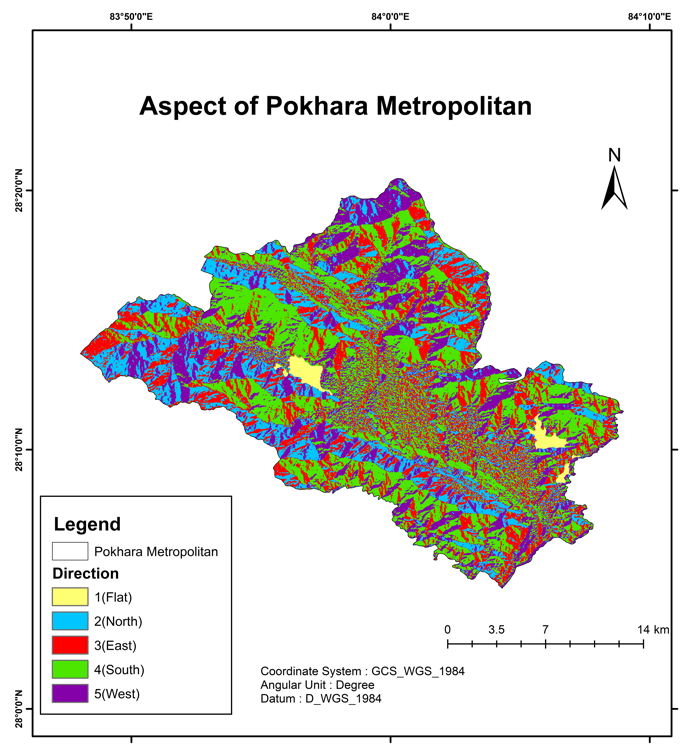 83°50'0"E 84°0'0"E 84°10'0"E
Aspect of Pokhara Metropolitan
N
28°20'0"N
28°10'0"N
28°0'0"N
Legend
Pokhara Metropolitan
Direction
1(Flat)
2(North)
3(East)
4(South)
5(West)
0 3.5 7 14 km
Coordinate System : GCS_WGS_1984
Angular Unit : Degree
Datum : D_WGS_1984